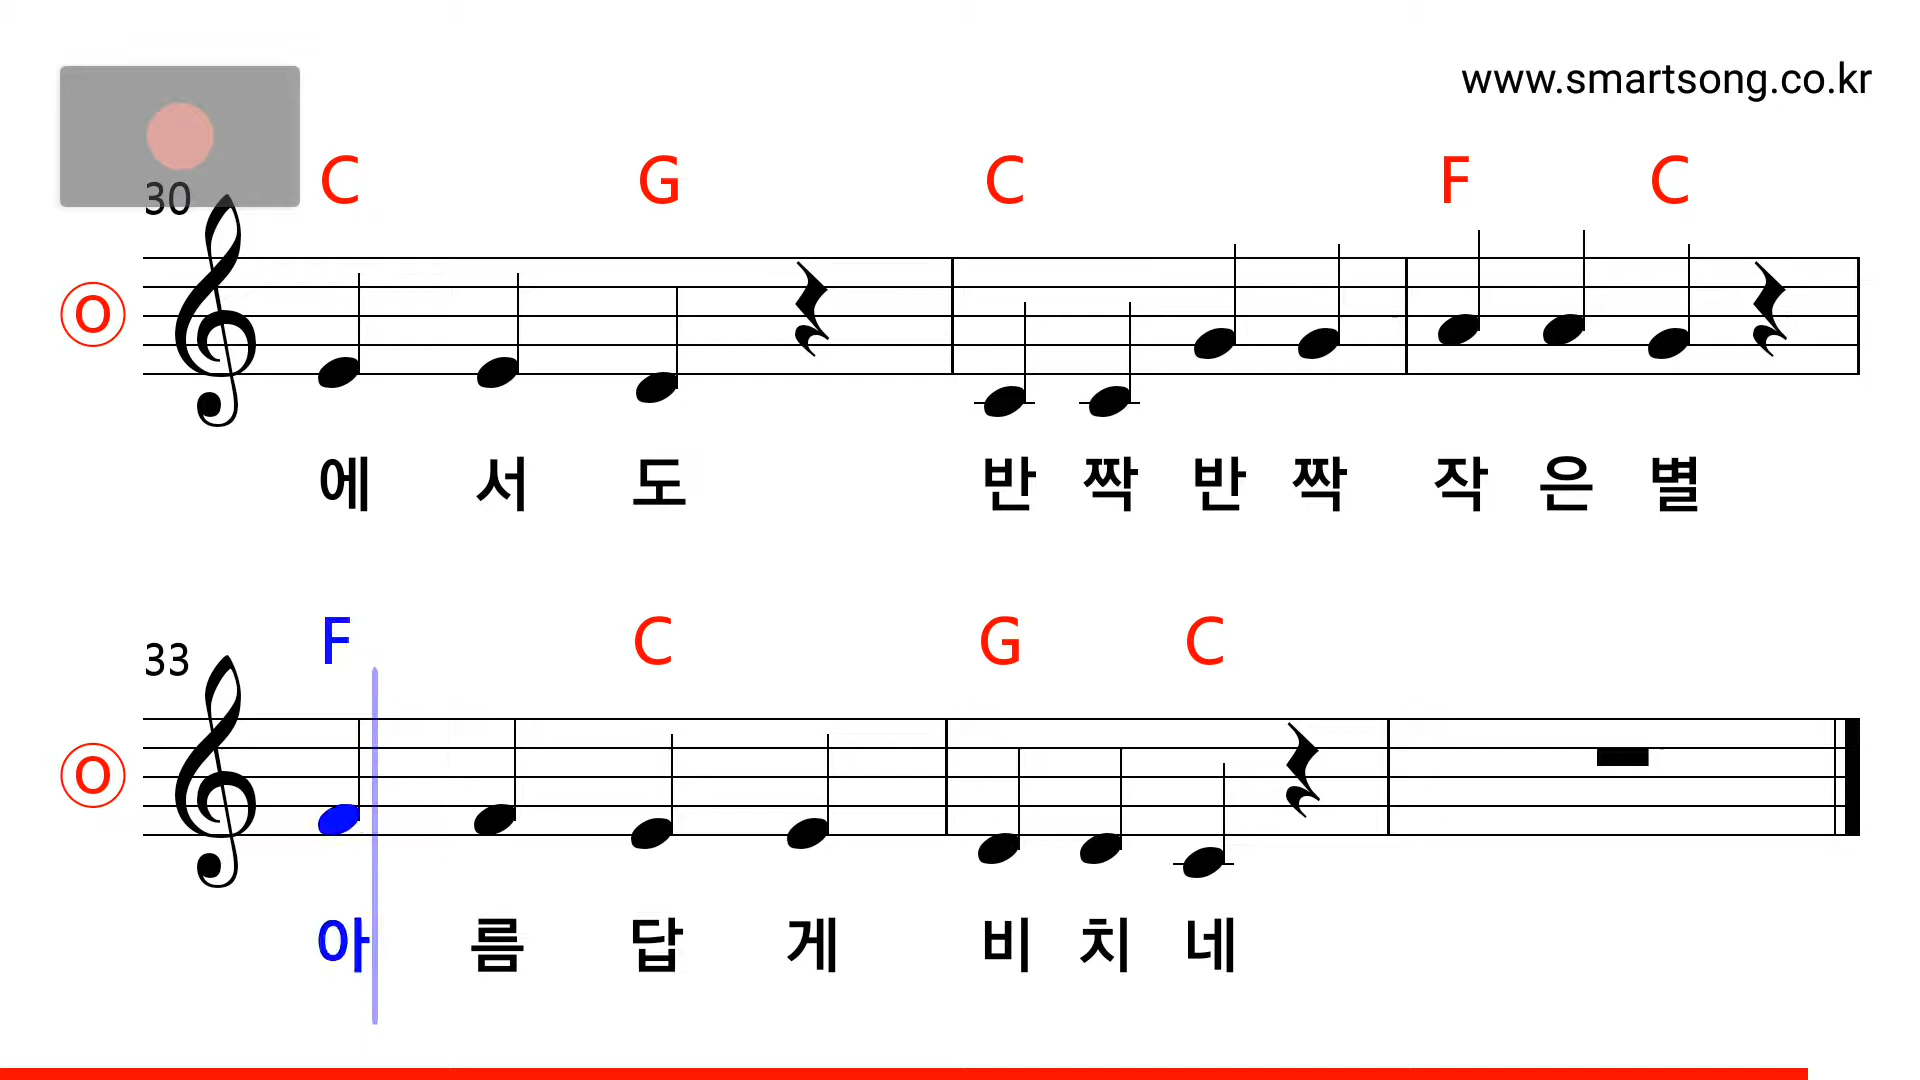 www.smartsong.co.kr
C G C F C
30
O
에 서 도 반 짝 반 짝 작 은 별
F C G C
33
O
아 름 답 게 비 치 네